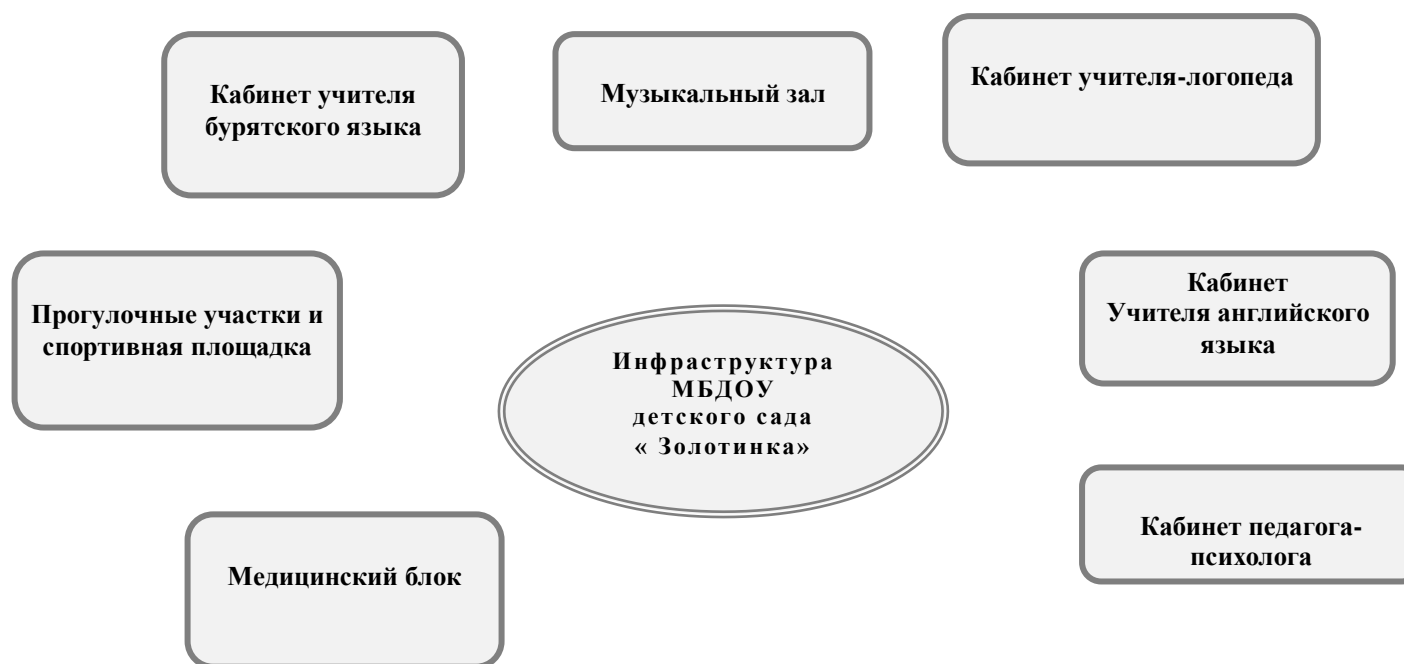 Кабинет учителя
бурятского языка
Музыкальный зал
Кабинет учителя-логопеда
Прогулочные участки и
спортивная площадка
Кабинет
Учителя английского
языка
Инфраструктура
МБДОУ
детского сада
« Золотинка»
Медицинский блок
Кабинет педагога-
психолога